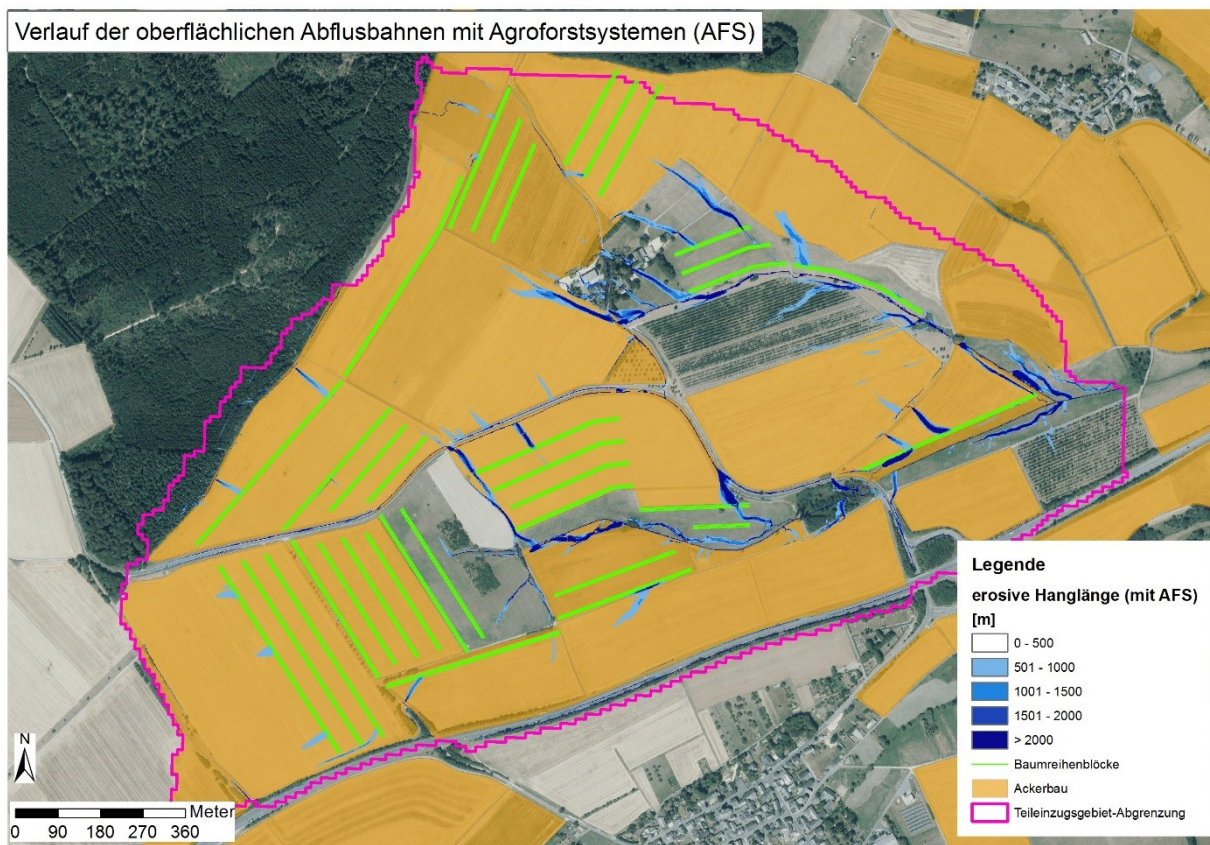 Verlauf der oberflächlichen Abflusbahnen mit Agroforstsystemen (AFS)
Legende
erosive Hanglänge (mit AFS)
[m]
0 - 500
501 - 1000
1001 - 1500
1501 - 2000
> 2000
Baumreihenblöcke
Ackerbau
Teileinzugsgebiet-Abgrenzung
N
Meter
0 90 180 270 360